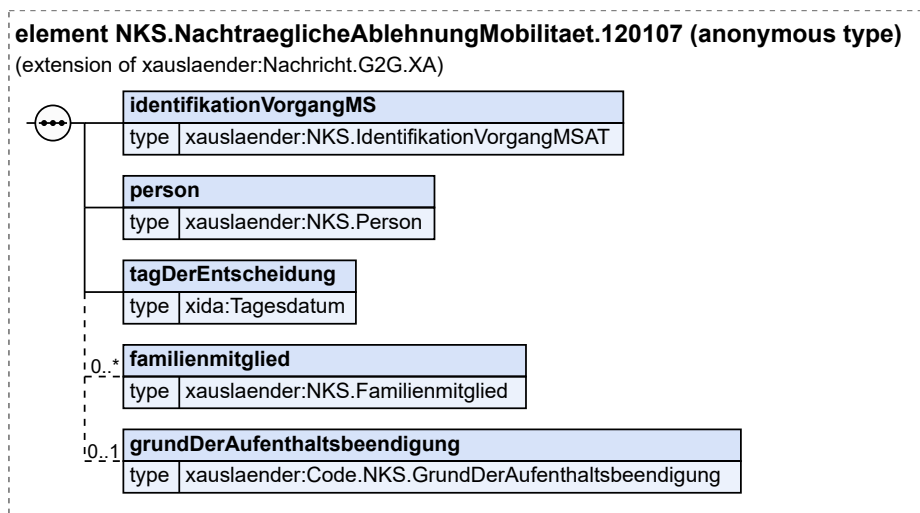 element NKS.NachtraeglicheAblehnungMobilitaet.120107 (anonymous type)
(extension of xauslaender:Nachricht.G2G.XA)
identifikationVorgangMS
type xauslaender:NKS.IdentifikationVorgangMSAT
person
type xauslaender:NKS.Person
tagDerEntscheidung
type xida:Tagesdatum
0..* familienmitglied
type xauslaender:NKS.Familienmitglied
0..1 grundDerAufenthaltsbeendigung
type xauslaender:Code.NKS.GrundDerAufenthaltsbeendigung